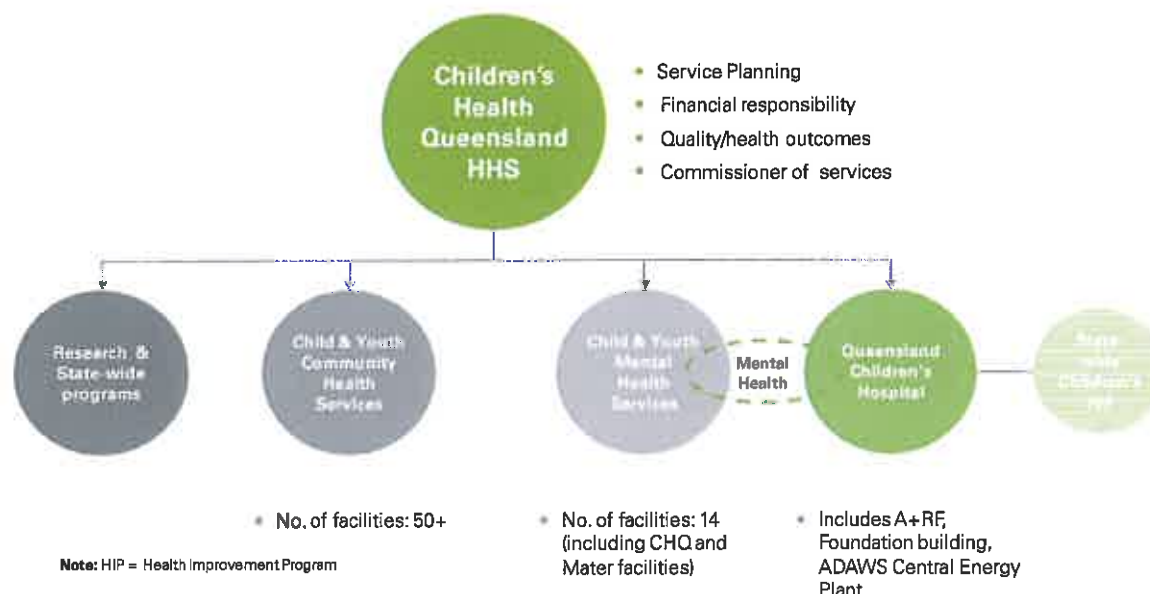 Children's
Health
Queensland
HHS
• Service Planning
• Financial responsibility
• Quality/health outcomes
• Commissioner of services
Research &
State-wide
programs
Child & Youth
Community
Health
Services
Child & Youth
Mental
Health
Services
Mental
Health
Queensland
Children's
Hospital
State-
wide
Children's
• No. of facilities: 50+
• No. of facilities: 14
(including CHQ and
Mater facilities)
• Includes A+RF,
Foundation building,
ADAWS Central Energy
Plant
Note: HIP = Health Improvement Program